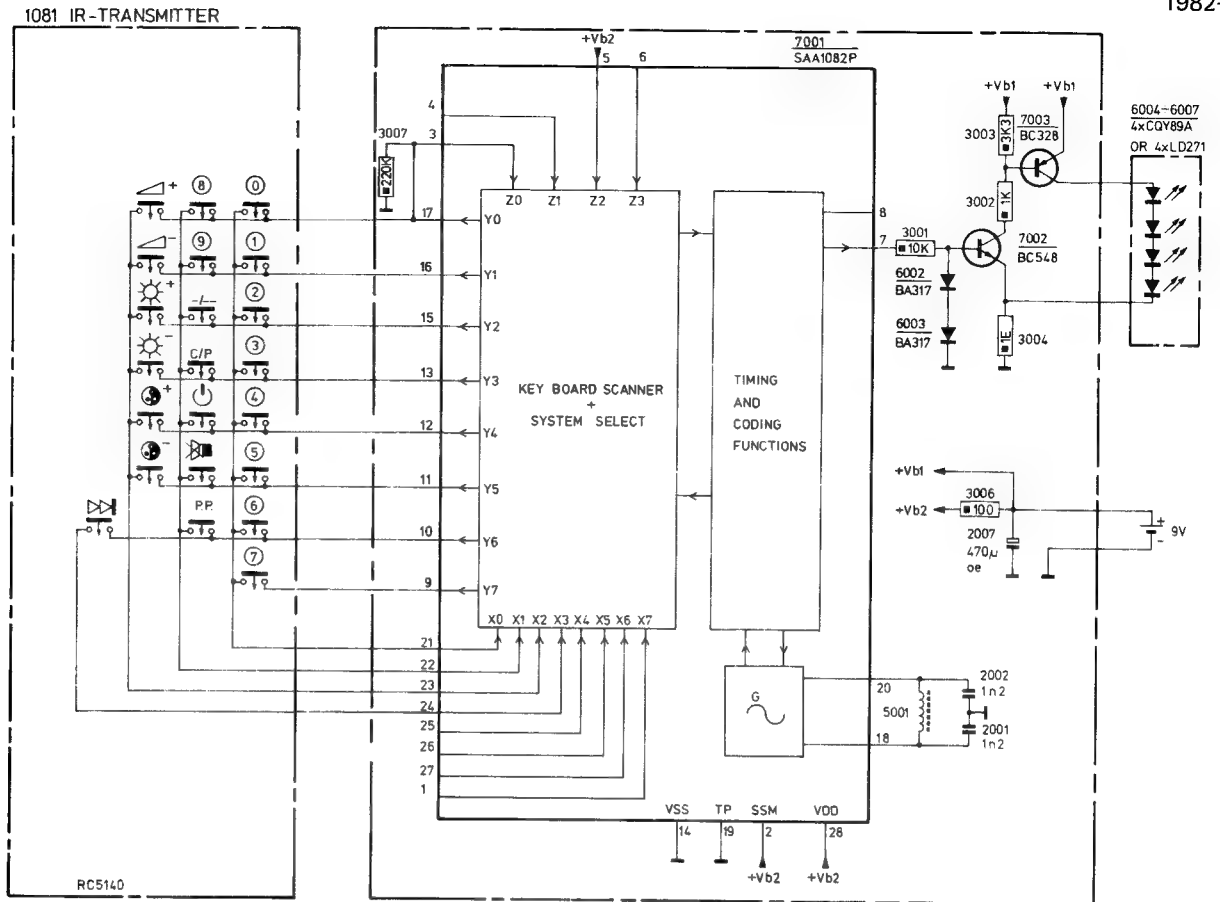 1982-
1081 IR-TRANSMITTER
+Vb2
5
6
7001
SAA1082P
4
3
3007
220K
+ 8 0
17
Y0
Z0 Z1 Z2 Z3
- 9 1
16
Y1
+ -/-- 2
15
Y2
- C/P 3
13
Y3
+ 4
12
Y4
- 5
11
Y5
P.P. 6
10
Y6
7
9
Y7
KEY BOARD SCANNER
+
SYSTEM SELECT
TIMING
AND
CODING
FUNCTIONS
X0 X1 X2 X3 X4 X5 X6 X7
21
22
23
24
25
26
27
1
8
7
3001
10K
6002
BA317
6003
BA317
+Vb1 +Vb1
3003
3K3
7003
BC328
3002
1K
7002
BC548
1E
3004
6004-6007
4xCQY89A
OR 4xLD271
+Vb1
+Vb2
3006
100
2007
470µ
oe
+
-
9V
G
20
18
5001
2002
1n2
2001
1n2
VSS TP SSM VDD
14 19 2 28
+Vb2 +Vb2
RC5140